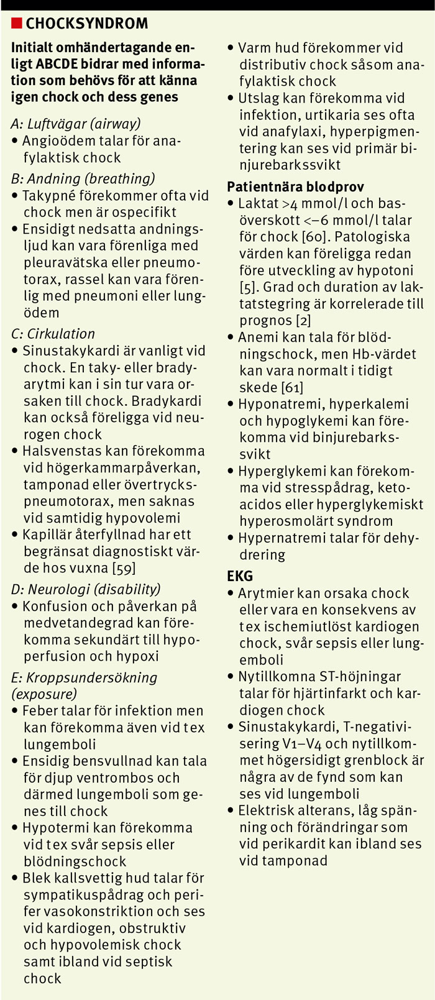 CHOCKSYNDROM
Initialt omhändertagande en-
ligt ABCDE bidrar med informa-
tion som behövs för att känna
igen chock och dess genes
A: Luftvägar (airway)
• Angioödem talar för ana-
fylaktisk chock
B: Andning (breathing)
• Takypné förekommer ofta vid
chock men är ospecifikt
• Ensidigt nedsatta andnings-
ljud kan vara förenliga med
pleuravätska eller pneumo-
torax, rassel kan vara fören-
lig med pneumoni eller lung-
ödem
C: Cirkulation
• Sinustakykardi är vanligt vid
chock. En taky- eller brady-
arytmi kan i sin tur vara or-
saken till chock. Bradykardi
kan också föreligga vid neu-
rogen chock
• Halsvenstas kan förekomma
vid högerkammarpåverkan,
tamponad eller övertrycks-
pneumotorax, men saknas
vid samtidig hypovolemi
• Kapillär återfyllnad har ett
begränsat diagnostiskt vär-
de hos vuxna [59]
D: Neurologi (disability)
• Konfusion och påverkan på
medvetandegrad kan före-
komma sekundärt till hypo-
perfusion och hypoxi
E: Kroppsundersökning
(exposure)
• Feber talar för infektion men
kan förekomma även vid t ex
lungemboli
• Ensidig bensvullnad kan tala
för djup ventrombos och
därmed lungemboli som ge-
nes till chock
• Hypotermi kan förekomma
vid t ex svår sepsis eller
blödningschock
• Blek kallsvettig hud talar för
sympatikuspådrag och peri-
fer vasokonstriktion och ses
vid kardiogen, obstruktiv
och hypovolemisk chock
samt ibland vid septisk
chock
• Varm hud förekommer vid
distributiv chock såsom ana-
fylaktisk chock
• Utslag kan förekomma vid
infektion, urtikaria ses ofta
vid anafylaxi, hyperpigmen-
tering kan ses vid primär bi-
njurebarkssvikt
Patientnära blodprov
• Laktat >4 mmol/l och bas-
överskott <–6 mmol/l talar
för chock [60]. Patologiska
värden kan föreligga redan
före utveckling av hypotoni
[5]. Grad och duration av lak-
tatstegring är korrelerade till
prognos [2]
• Anemi kan tala för blöd-
ningschock, men Hb-värdet
kan vara normalt i tidigt
skede [61]
• Hyponatremi, hyperkalemi
och hypoglykemi kan före-
komma vid binjurebarks-
svikt
• Hyperglykemi kan förekom-
ma vid stresspådrag, keto-
acidos eller hyperglykemiskt
hyperosmolärt syndrom
• Hypernatremi talar för dehy-
drering
EKG
• Arytmier kan orsaka chock
eller vara en konsekvens av
t ex ischemiutlöst kardiogen
chock, svår sepsis eller lung-
emboli
• Nytillkomna ST-höjningar
talar för hjärtinfarkt och kar-
diogen chock
• Sinustakykardi, T-negativi-
sering V1–V4 och nytillkom-
met högersidigt grenblock är
några av de fynd som kan
ses vid lungemboli
• Elektrisk alterans, låg spän-
ning och förändringar som
vid perikardit kan ibland ses
vid tamponad